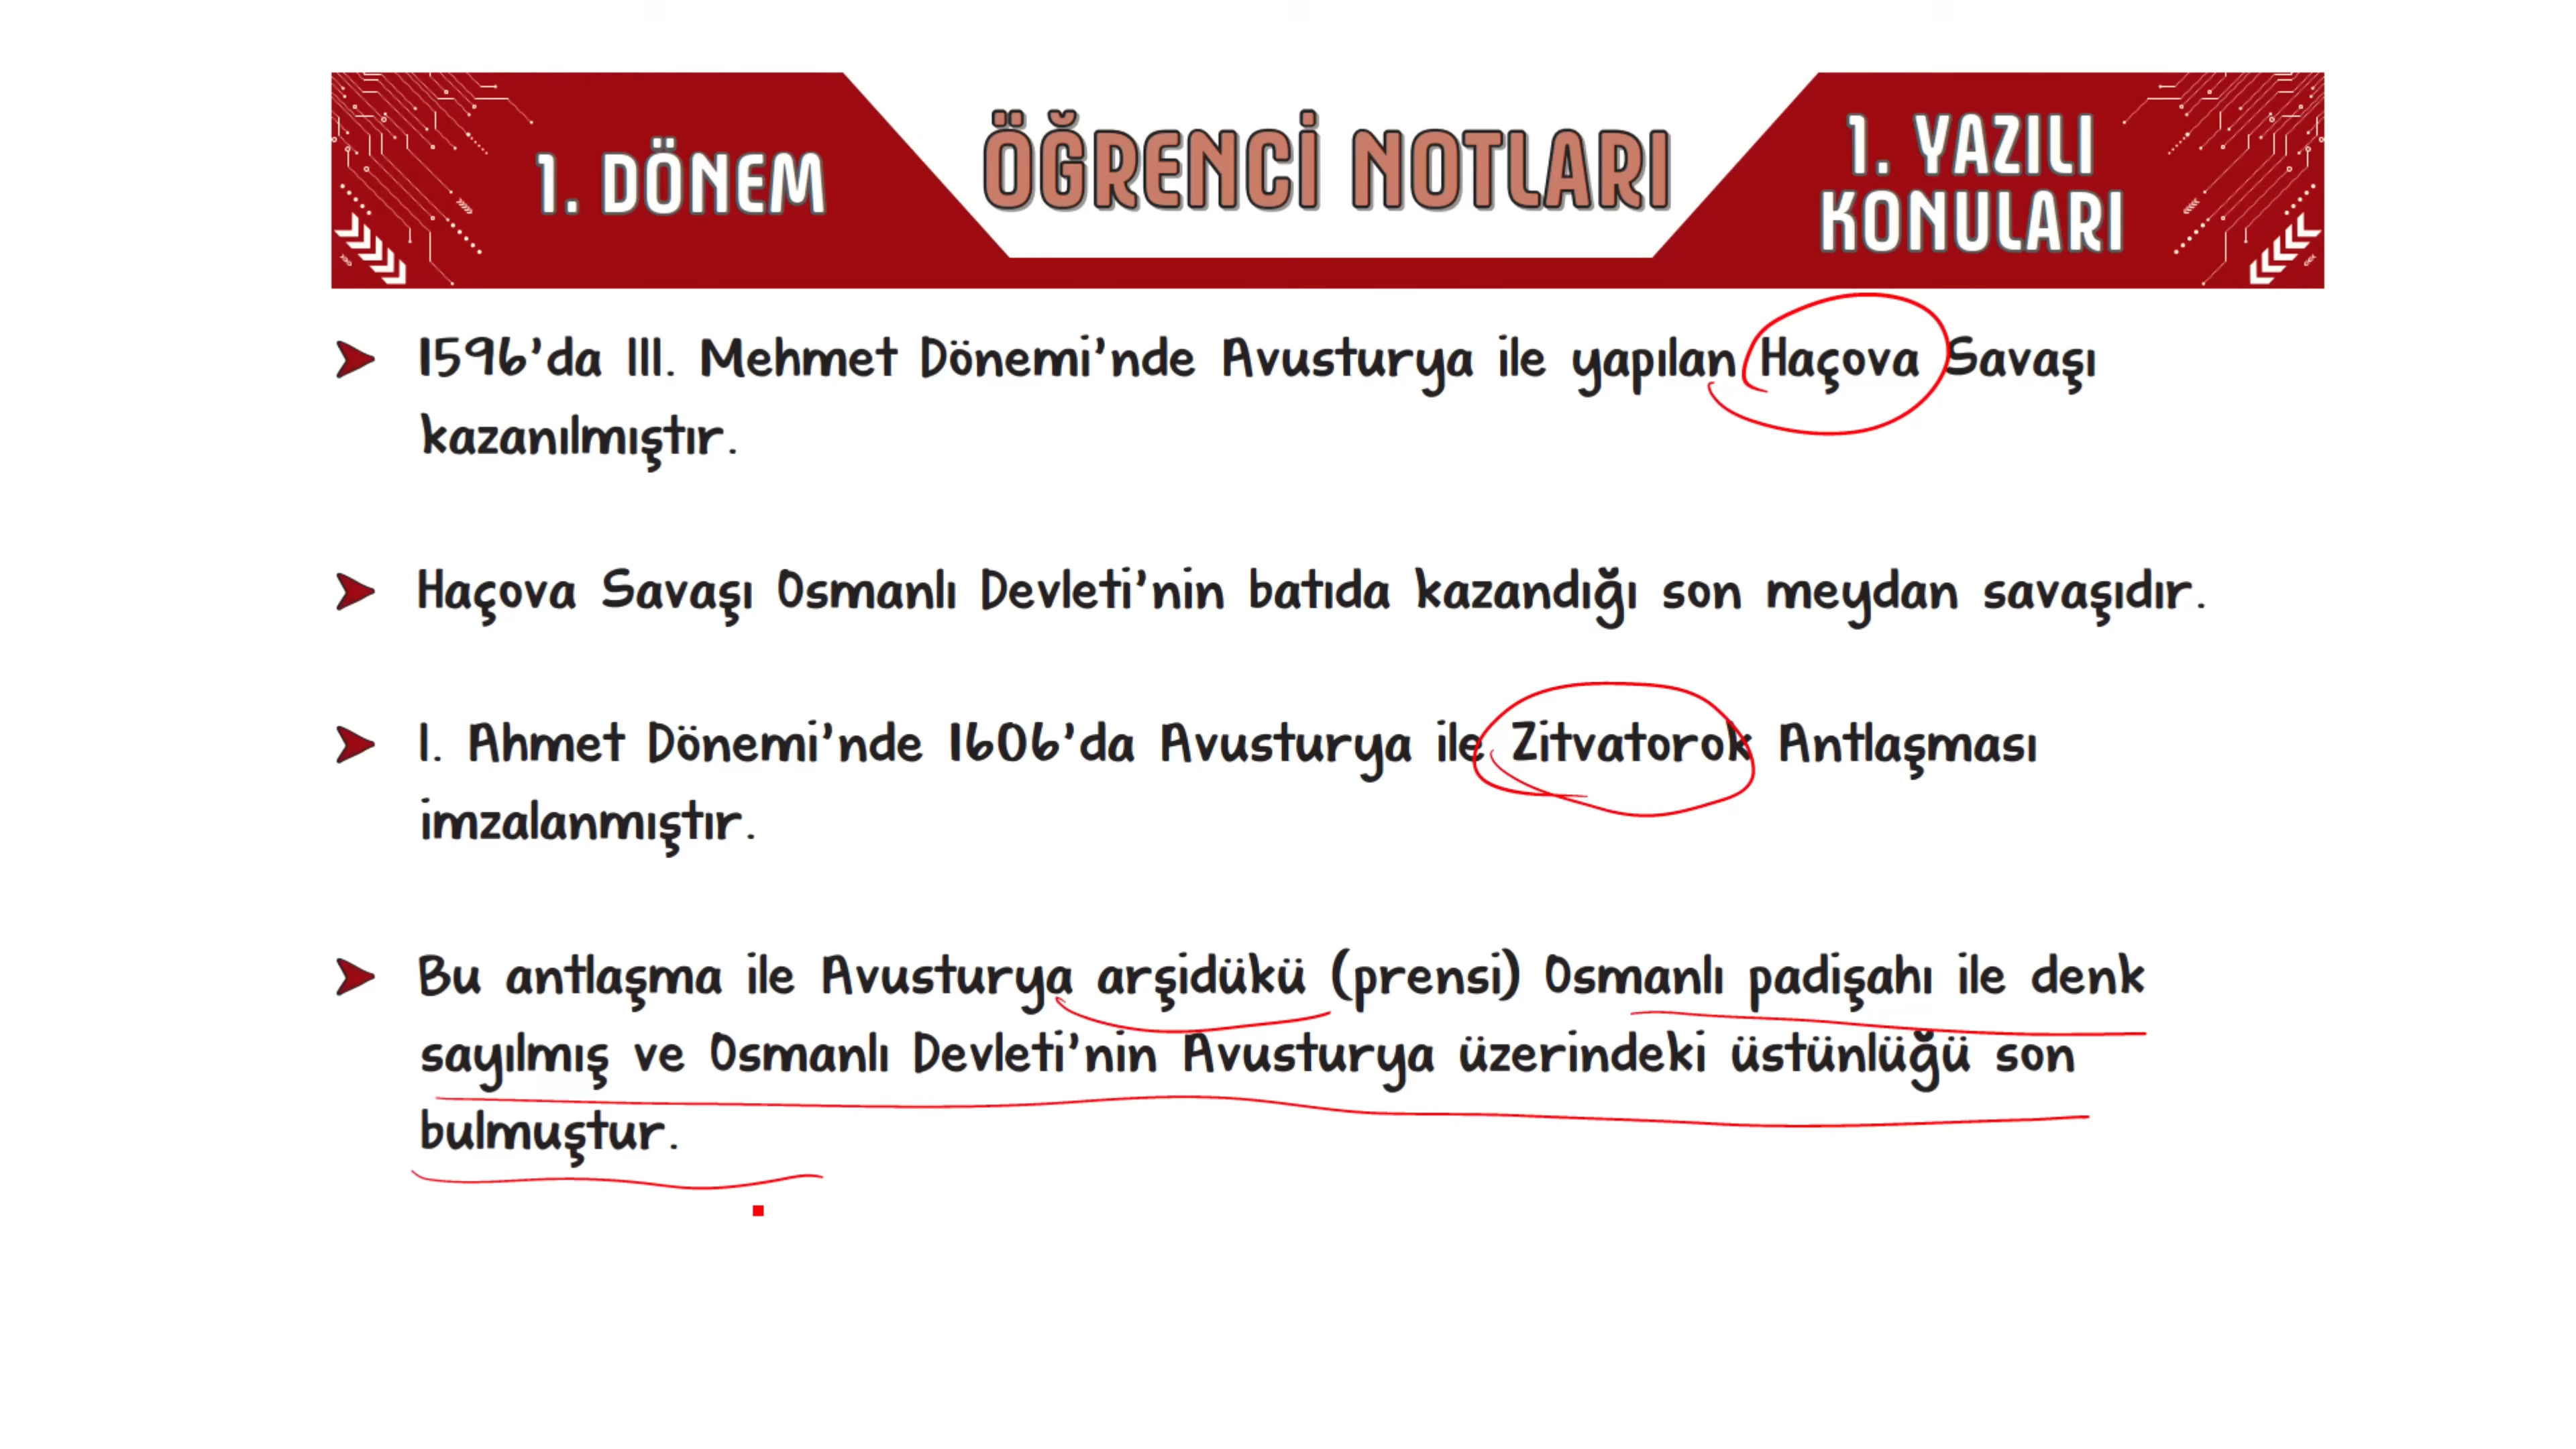 1. DÖNEM
ÖĞRENCİ NOTLARI
1. YAZILI
KONULARI
1596'da III. Mehmet Dönemi'nde Avusturya ile yapılan Haçova Savaşı
kazanılmıştır.
Haçova Savaşı Osmanlı Devleti'nin batıda kazandığı son meydan savaşıdır.
I. Ahmet Dönemi'nde 1606'da Avusturya ile Zitvatorok Antlaşması
imzalanmıştır.
Bu antlaşma ile Avusturya arşidükü (prensi) Osmanlı padişahı ile denk
sayılmış ve Osmanlı Devleti'nin Avusturya üzerindeki üstünlüğü son
bulmuştur.